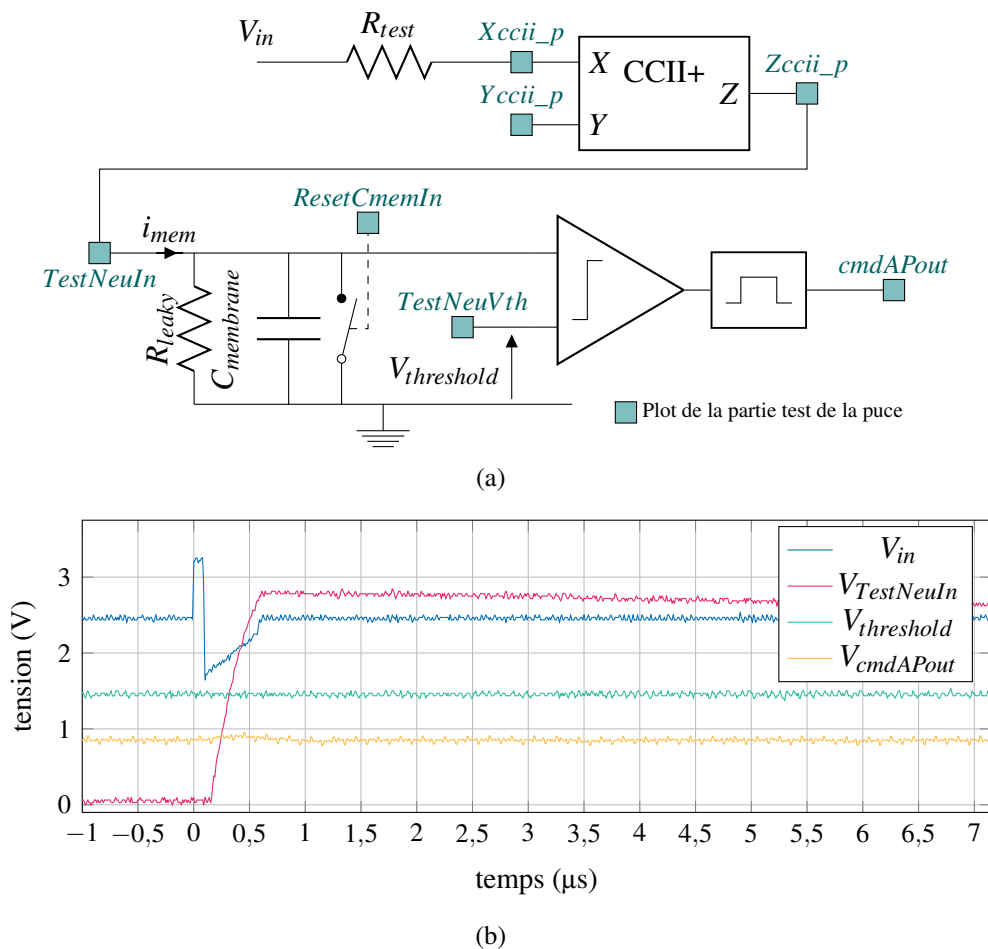 V_in
R_test
Xccii_p
X
CCII+
Zccii_p
Z
Yccii_p
Y
ResetCmemIn
i_mem
TestNeuIn
R_leaky
C_membrane
TestNeuVth
V_threshold
cmdAPout
Plot de la partie test de la puce
(a)
V_in
V_TestNeuIn
V_threshold
V_cmdAPout
tension (V)
3
2
1
0
−1 −0,5 0 0,5 1 1,5 2 2,5 3 3,5 4 4,5 5 5,5 6 6,5 7
temps (μs)
(b)